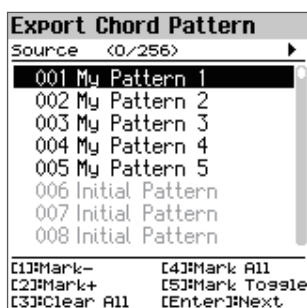 Export Chord Pattern
Source (0/256)
001 My Pattern 1
002 My Pattern 2
003 My Pattern 3
004 My Pattern 4
005 My Pattern 5
006 Initial Pattern
007 Initial Pattern
008 Initial Pattern
[1]:Mark- [4]:Mark All
[2]:Mark+ [5]:Mark Toggle
[3]:Clear All [Enter]:Next